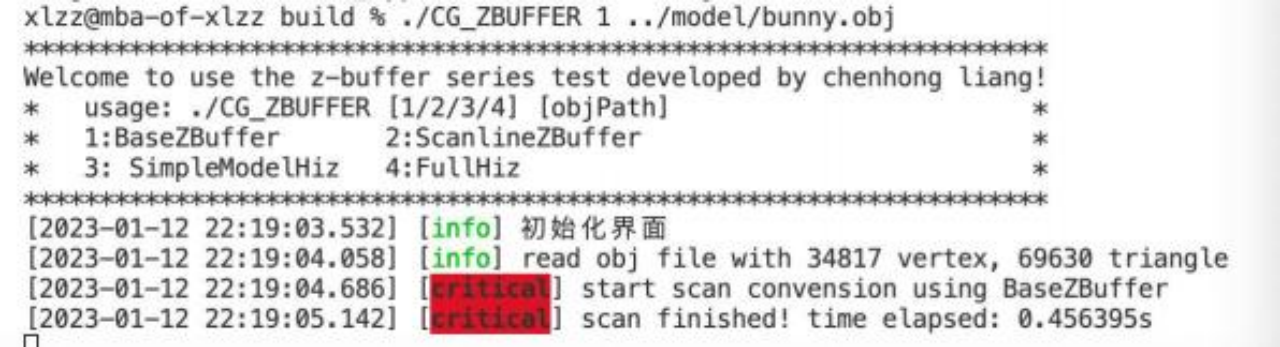 xlzz@mba-of-xlzz build % ./CG_ZBUFFER 1 ../model/bunny.obj
********************************************************************
Welcome to use the z-buffer series test developed by chenhong liang!
*   usage: ./CG_ZBUFFER [1/2/3/4] [objPath]                        *
*   1:BaseZBuffer       2:ScanlineZBuffer                          *
*   3: SimpleModelHiz   4:FullHiz                                  *
********************************************************************
[2023-01-12 22:19:03.532] [info] 初始化界面
[2023-01-12 22:19:04.058] [info] read obj file with 34817 vertex, 69630 triangle
[2023-01-12 22:19:04.686] [critical] start scan convension using BaseZBuffer
[2023-01-12 22:19:05.142] [critical] scan finished! time elapsed: 0.456395s